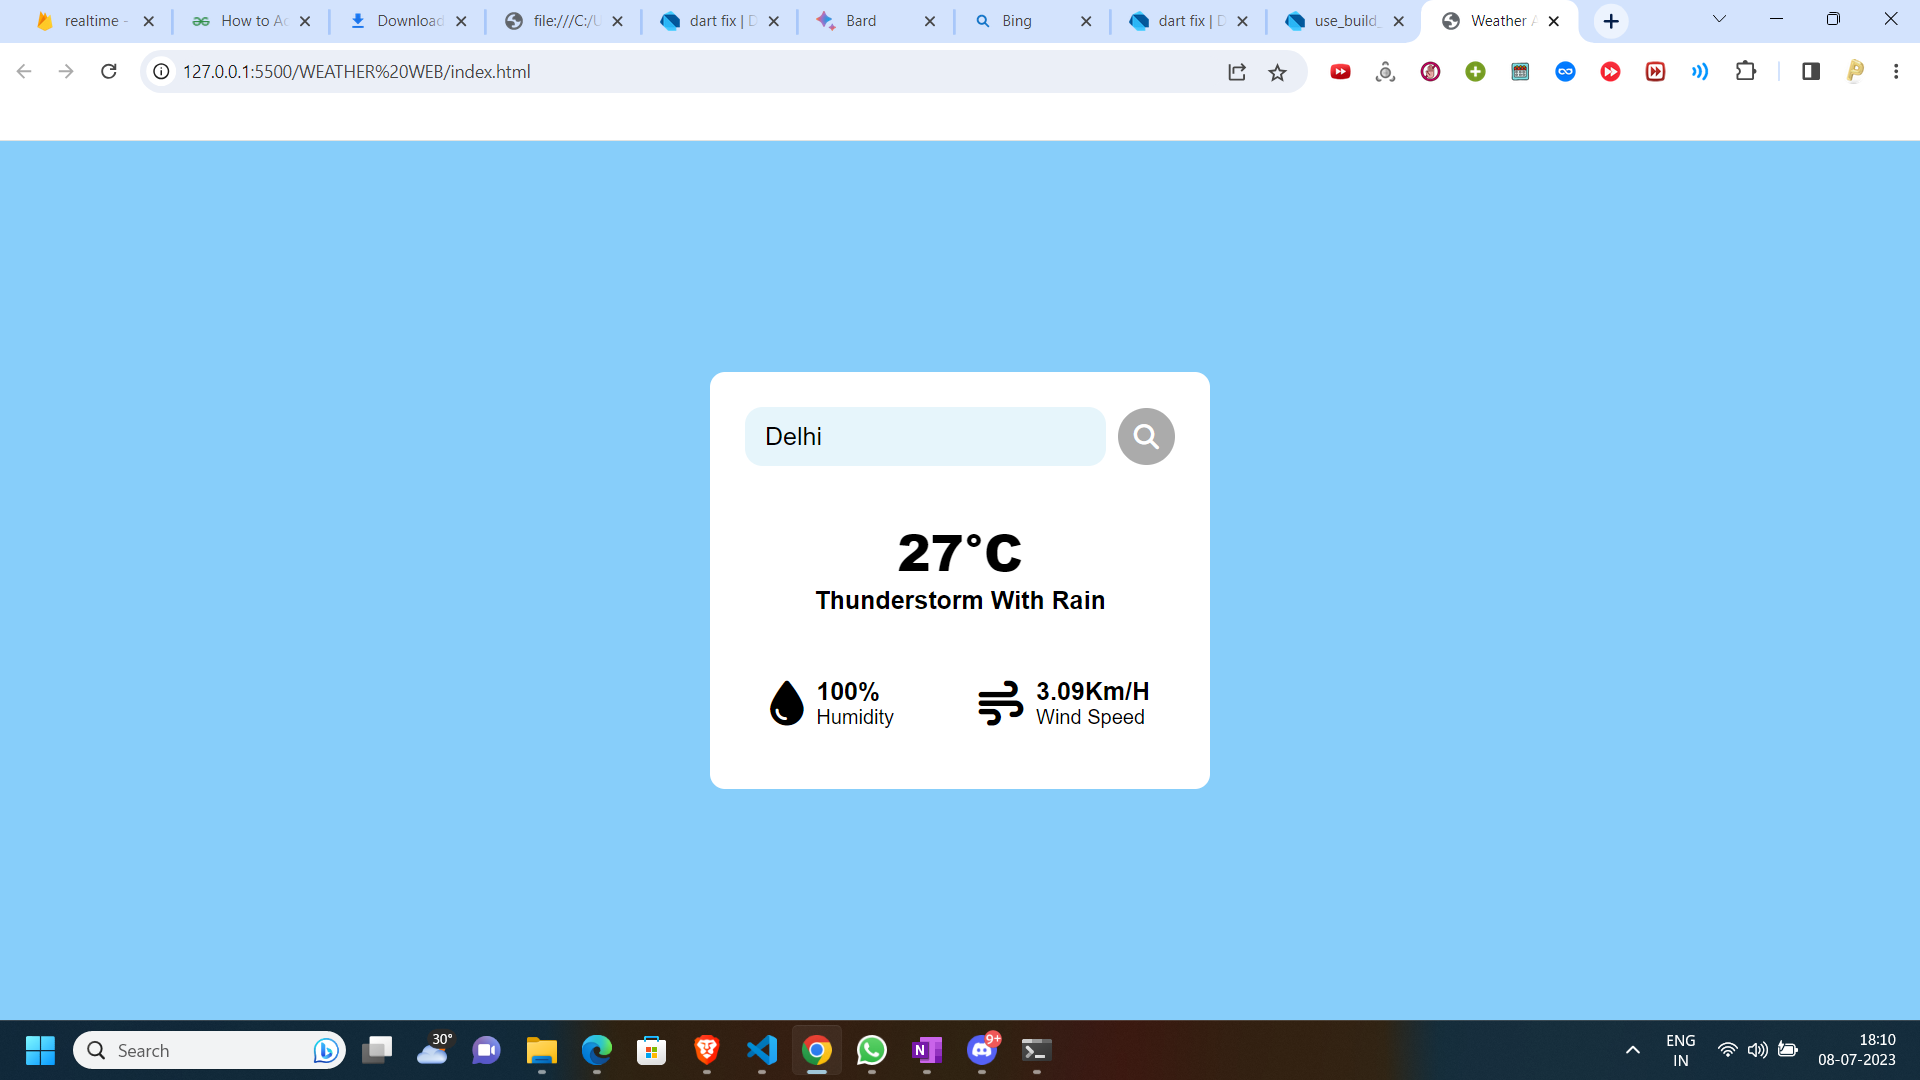 realtime -
How to Ac
Download
file:///C:/U
dart fix | D
Bard
Bing
dart fix | D
use_build_
Weather A
127.0.0.1:5500/WEATHER%20WEB/index.html
Delhi
27°C
Thunderstorm With Rain
100%
Humidity
3.09Km/H
Wind Speed
Search
30°
9+
ENG
IN
18:10
08-07-2023